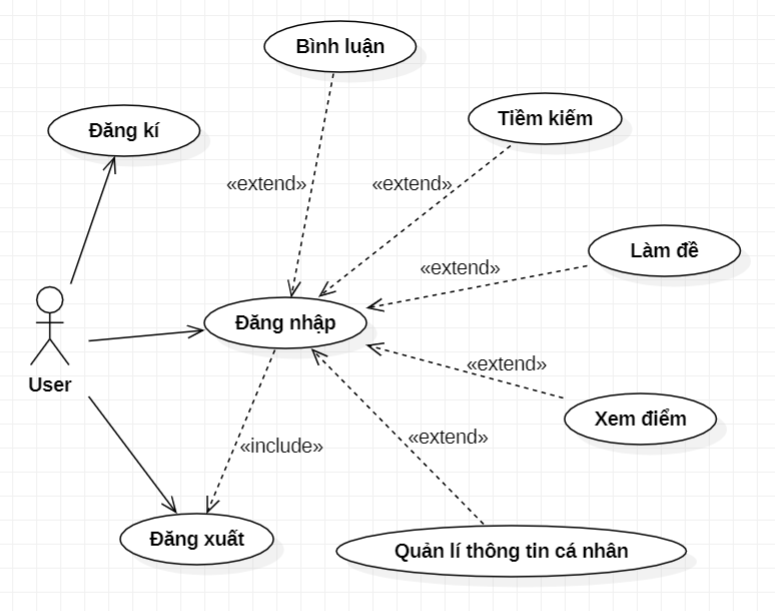 Bình luận
Tiềm kiếm
Đăng kí
«extend»
«extend»
Làm đề
«extend»
Đăng nhập
«extend»
User
Xem điểm
«extend»
«include»
Đăng xuất
Quản lí thông tin cá nhân